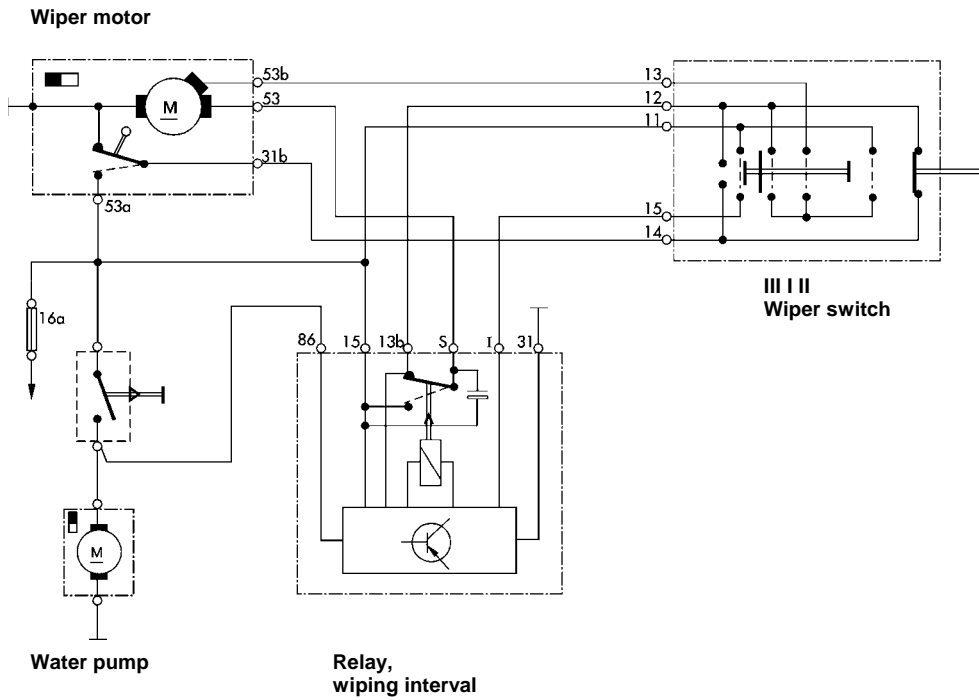 Wiper motor
M
53b
53
31b
53a
13
12
11
15
14
III I II
Wiper switch
16a
86
15
13b
S
I
31
M
Water pump
Relay,
wiping interval